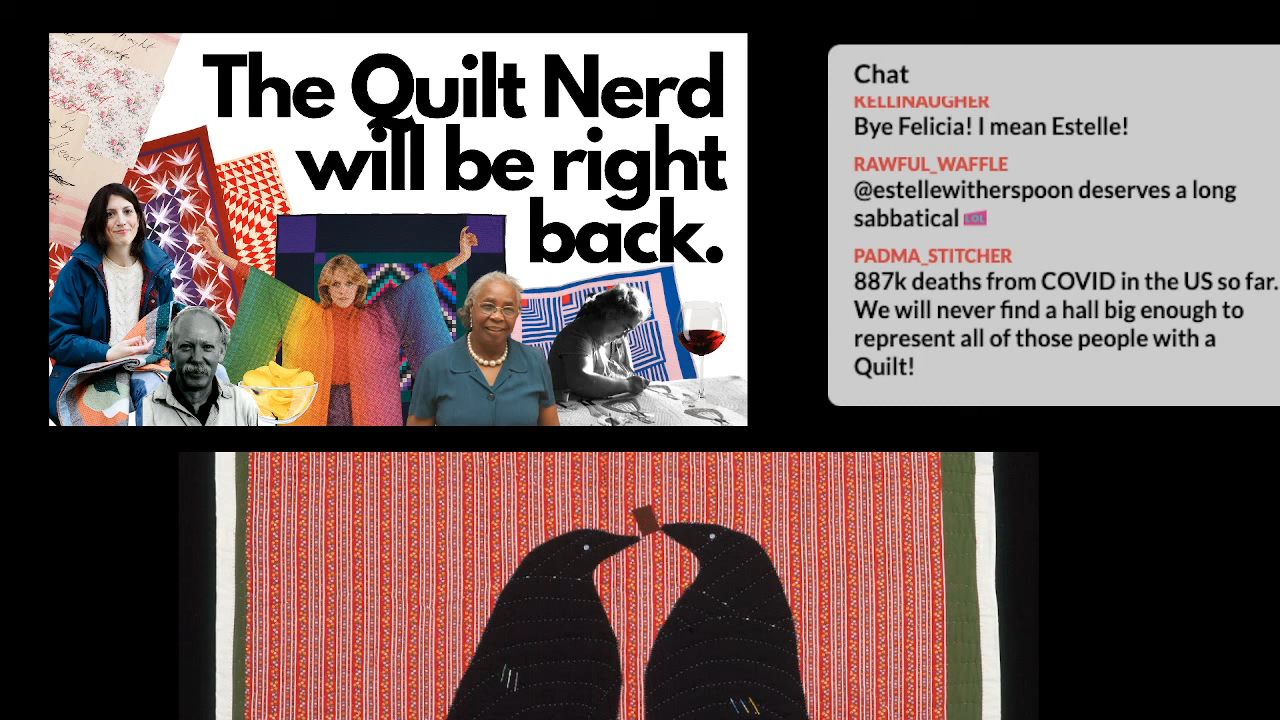 The Quilt Nerd
will be right
back.
Chat
KELLINAUGHER
Bye Felicia! I mean Estelle!
RAWFUL_WAFFLE
@estellewitherspoon deserves a long
sabbatical LOL
PADMA_STITCHER
887k deaths from COVID in the US so far.
We will never find a hall big enough to
represent all of those people with a
Quilt!